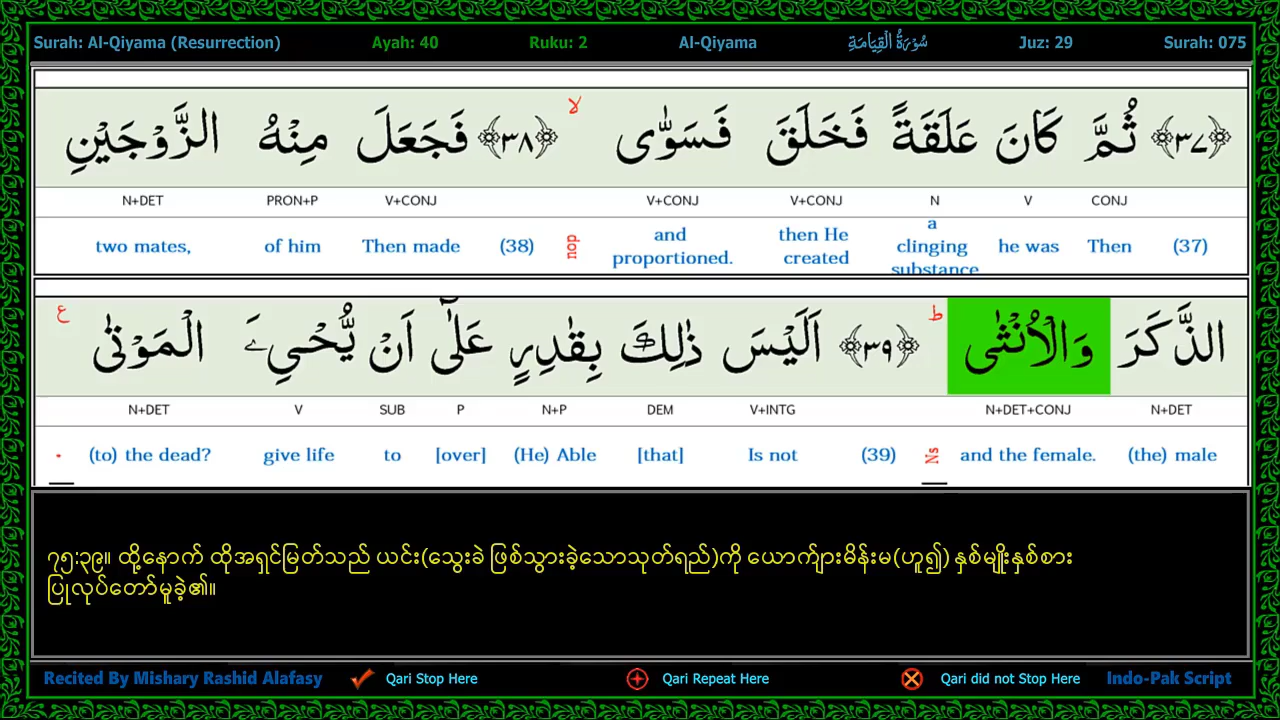 Surah: Al-Qiyama (Resurrection) Ayah: 40 Ruku: 2 Al-Qiyama سُوْرَةُ الْقِيَامَةِ Juz: 29 Surah: 075
﴿٣٧﴾ ثُمَّ كَانَ عَلَقَةً فَخَلَقَ فَسَوّٰى ۙ﴿٣٨﴾ فَجَعَلَ مِنْهُ الزَّوْجَيْنِ
N+DET PRON+P V+CONJ V+CONJ V+CONJ N V CONJ
two mates, of him Then made (38) nop and proportioned. then He created a clinging substance he was Then (37)
الذَّكَرَ وَالْاُنْثٰى ؕ﴿٣٩﴾ اَلَيْسَ ذٰلِكَ بِقٰدِرٍ عَلٰٓى اَنْ يُّحْيِۦَ الْمَوْتٰى ع
N+DET V SUB P N+P DEM V+INTG N+DET+CONJ N+DET
(to) the dead? give life to [over] (He) Able [that] Is not (39) Ns and the female. (the) male
၇၅:၃၉။ ထို့နောက် ထိုအရှင်မြတ်သည် ယင်း(သွေးခဲ ဖြစ်သွားခဲ့သောသုတ်ရည်)ကို ယောက်ျားမိန်းမ(ဟူ၍) နှစ်မျိုးနှစ်စား
ပြုလုပ်တော်မူခဲ့၏။
Recited By Mishary Rashid Alafasy Qari Stop Here Qari Repeat Here Qari did not Stop Here Indo-Pak Script